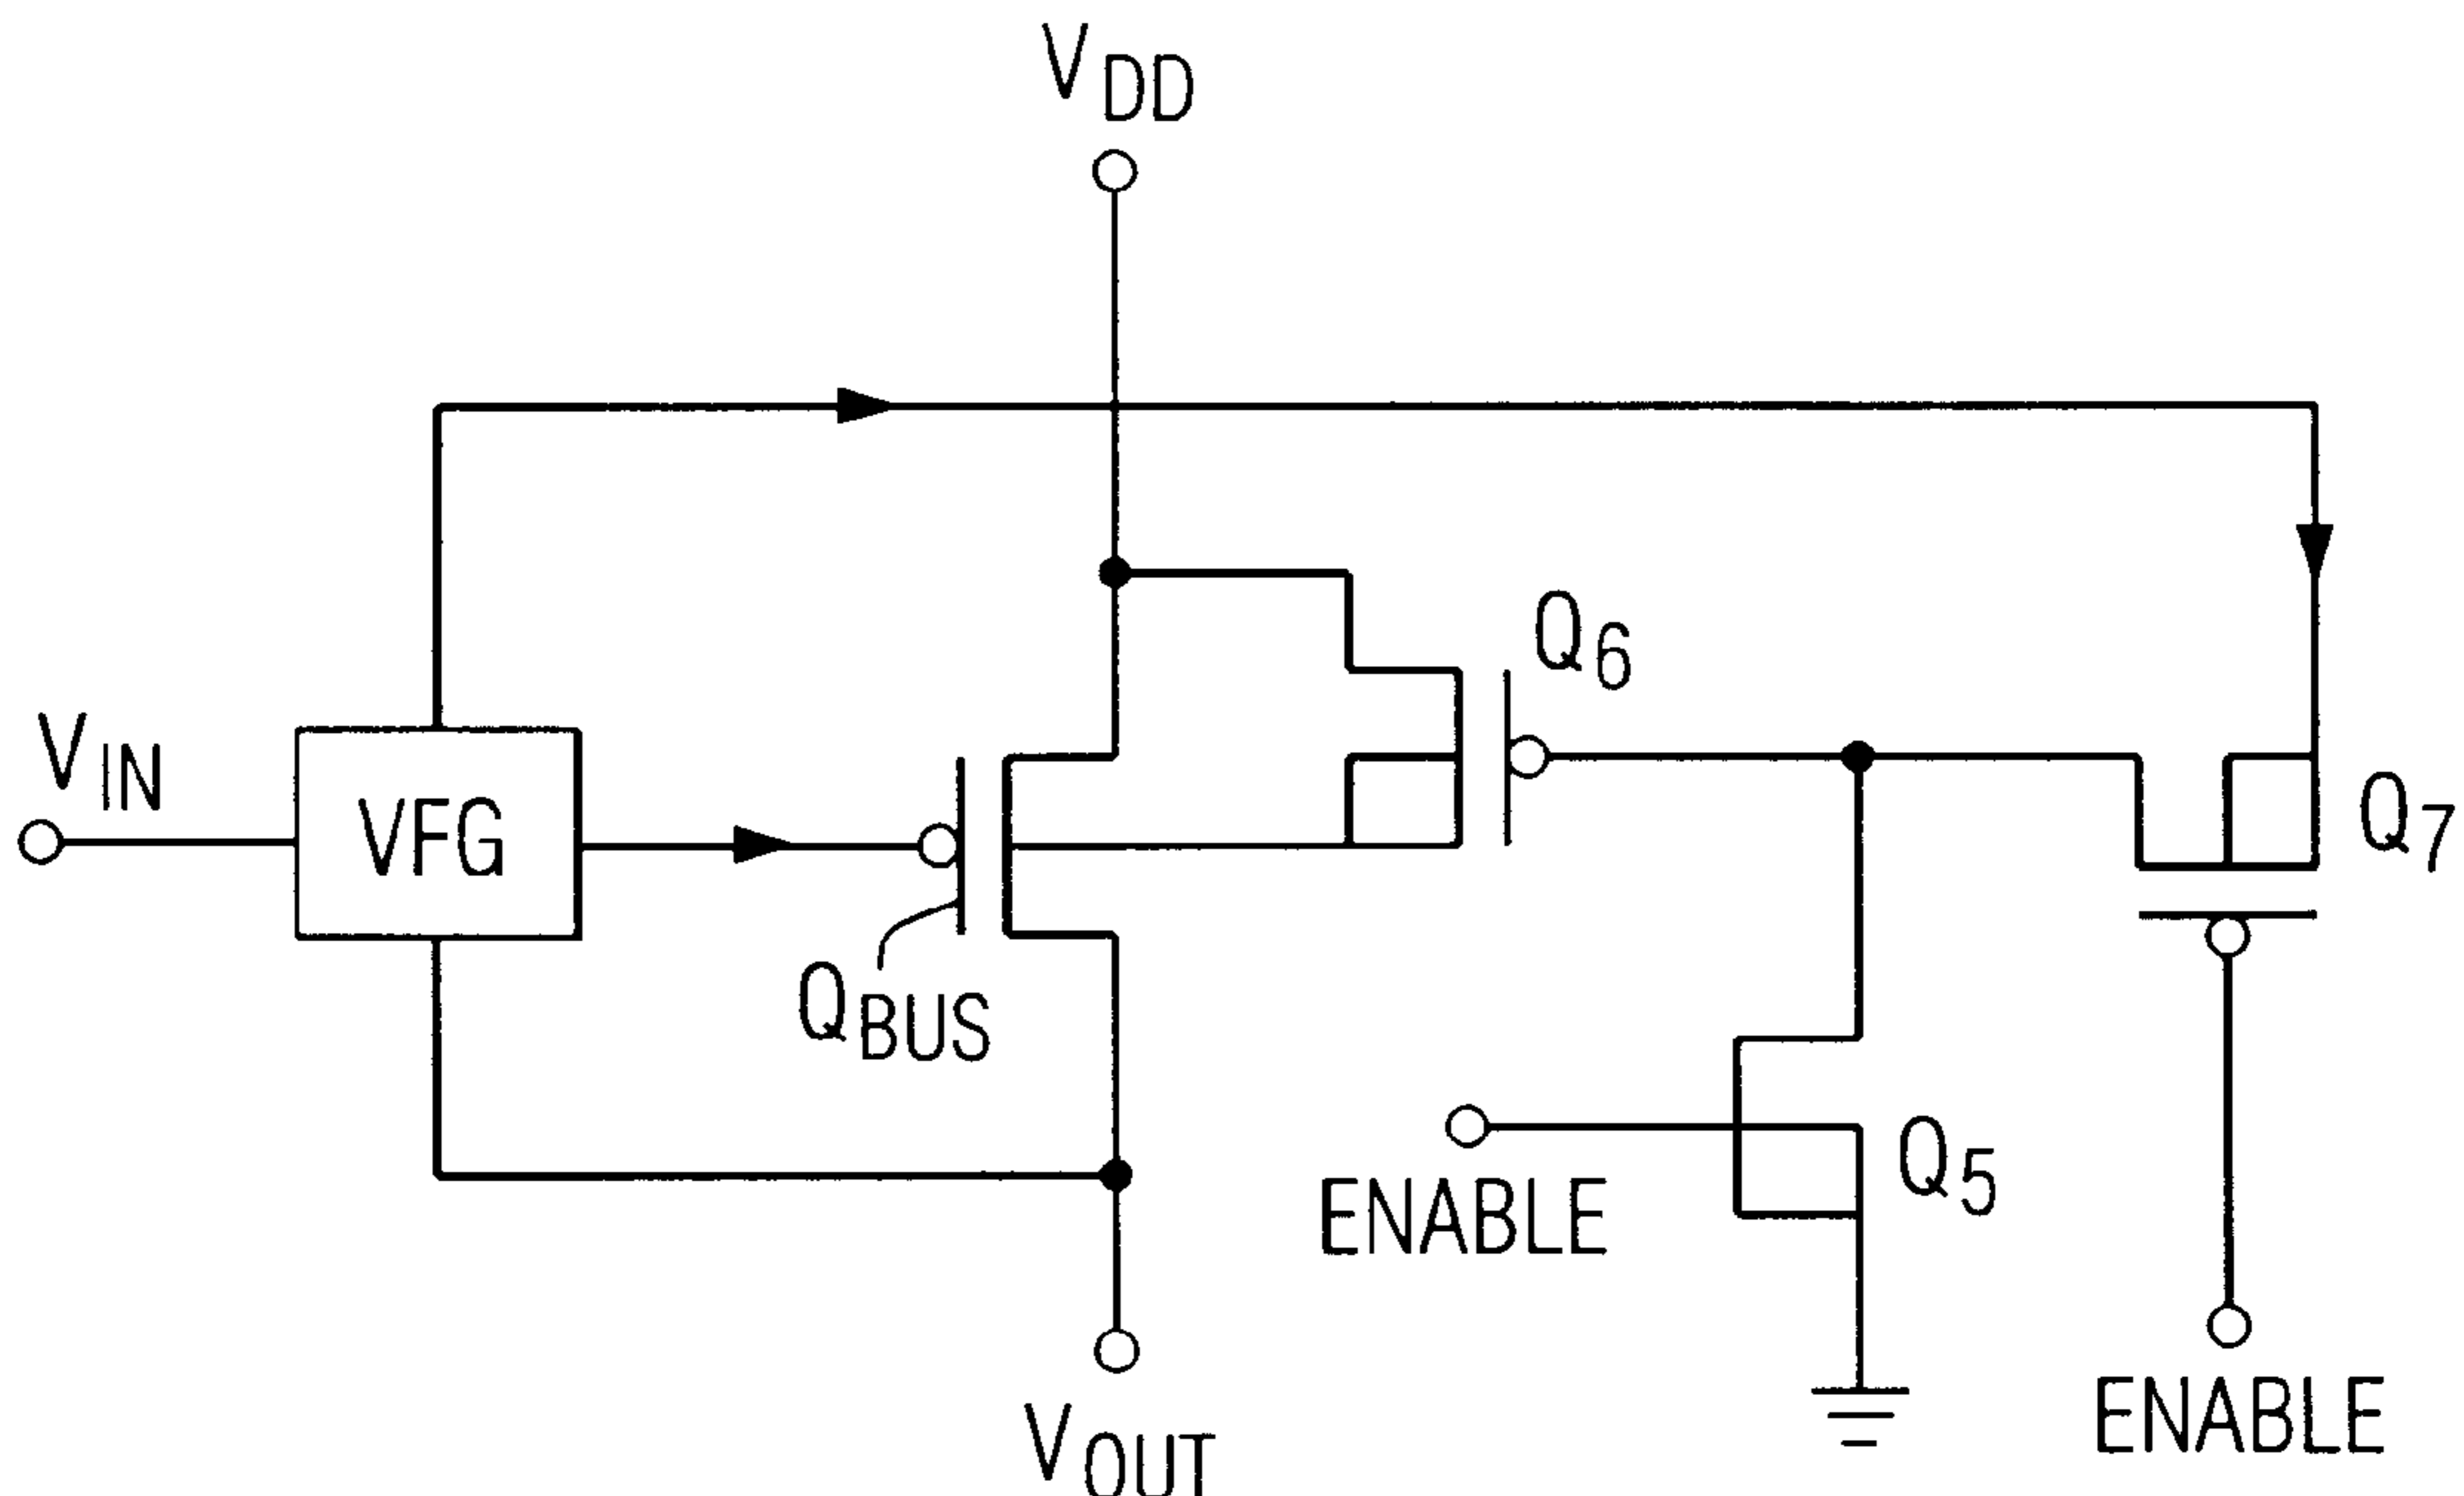 VDD
Q6
VIN
VFG
Q7
QBUS
Q5
ENABLE
ENABLE
VOUT